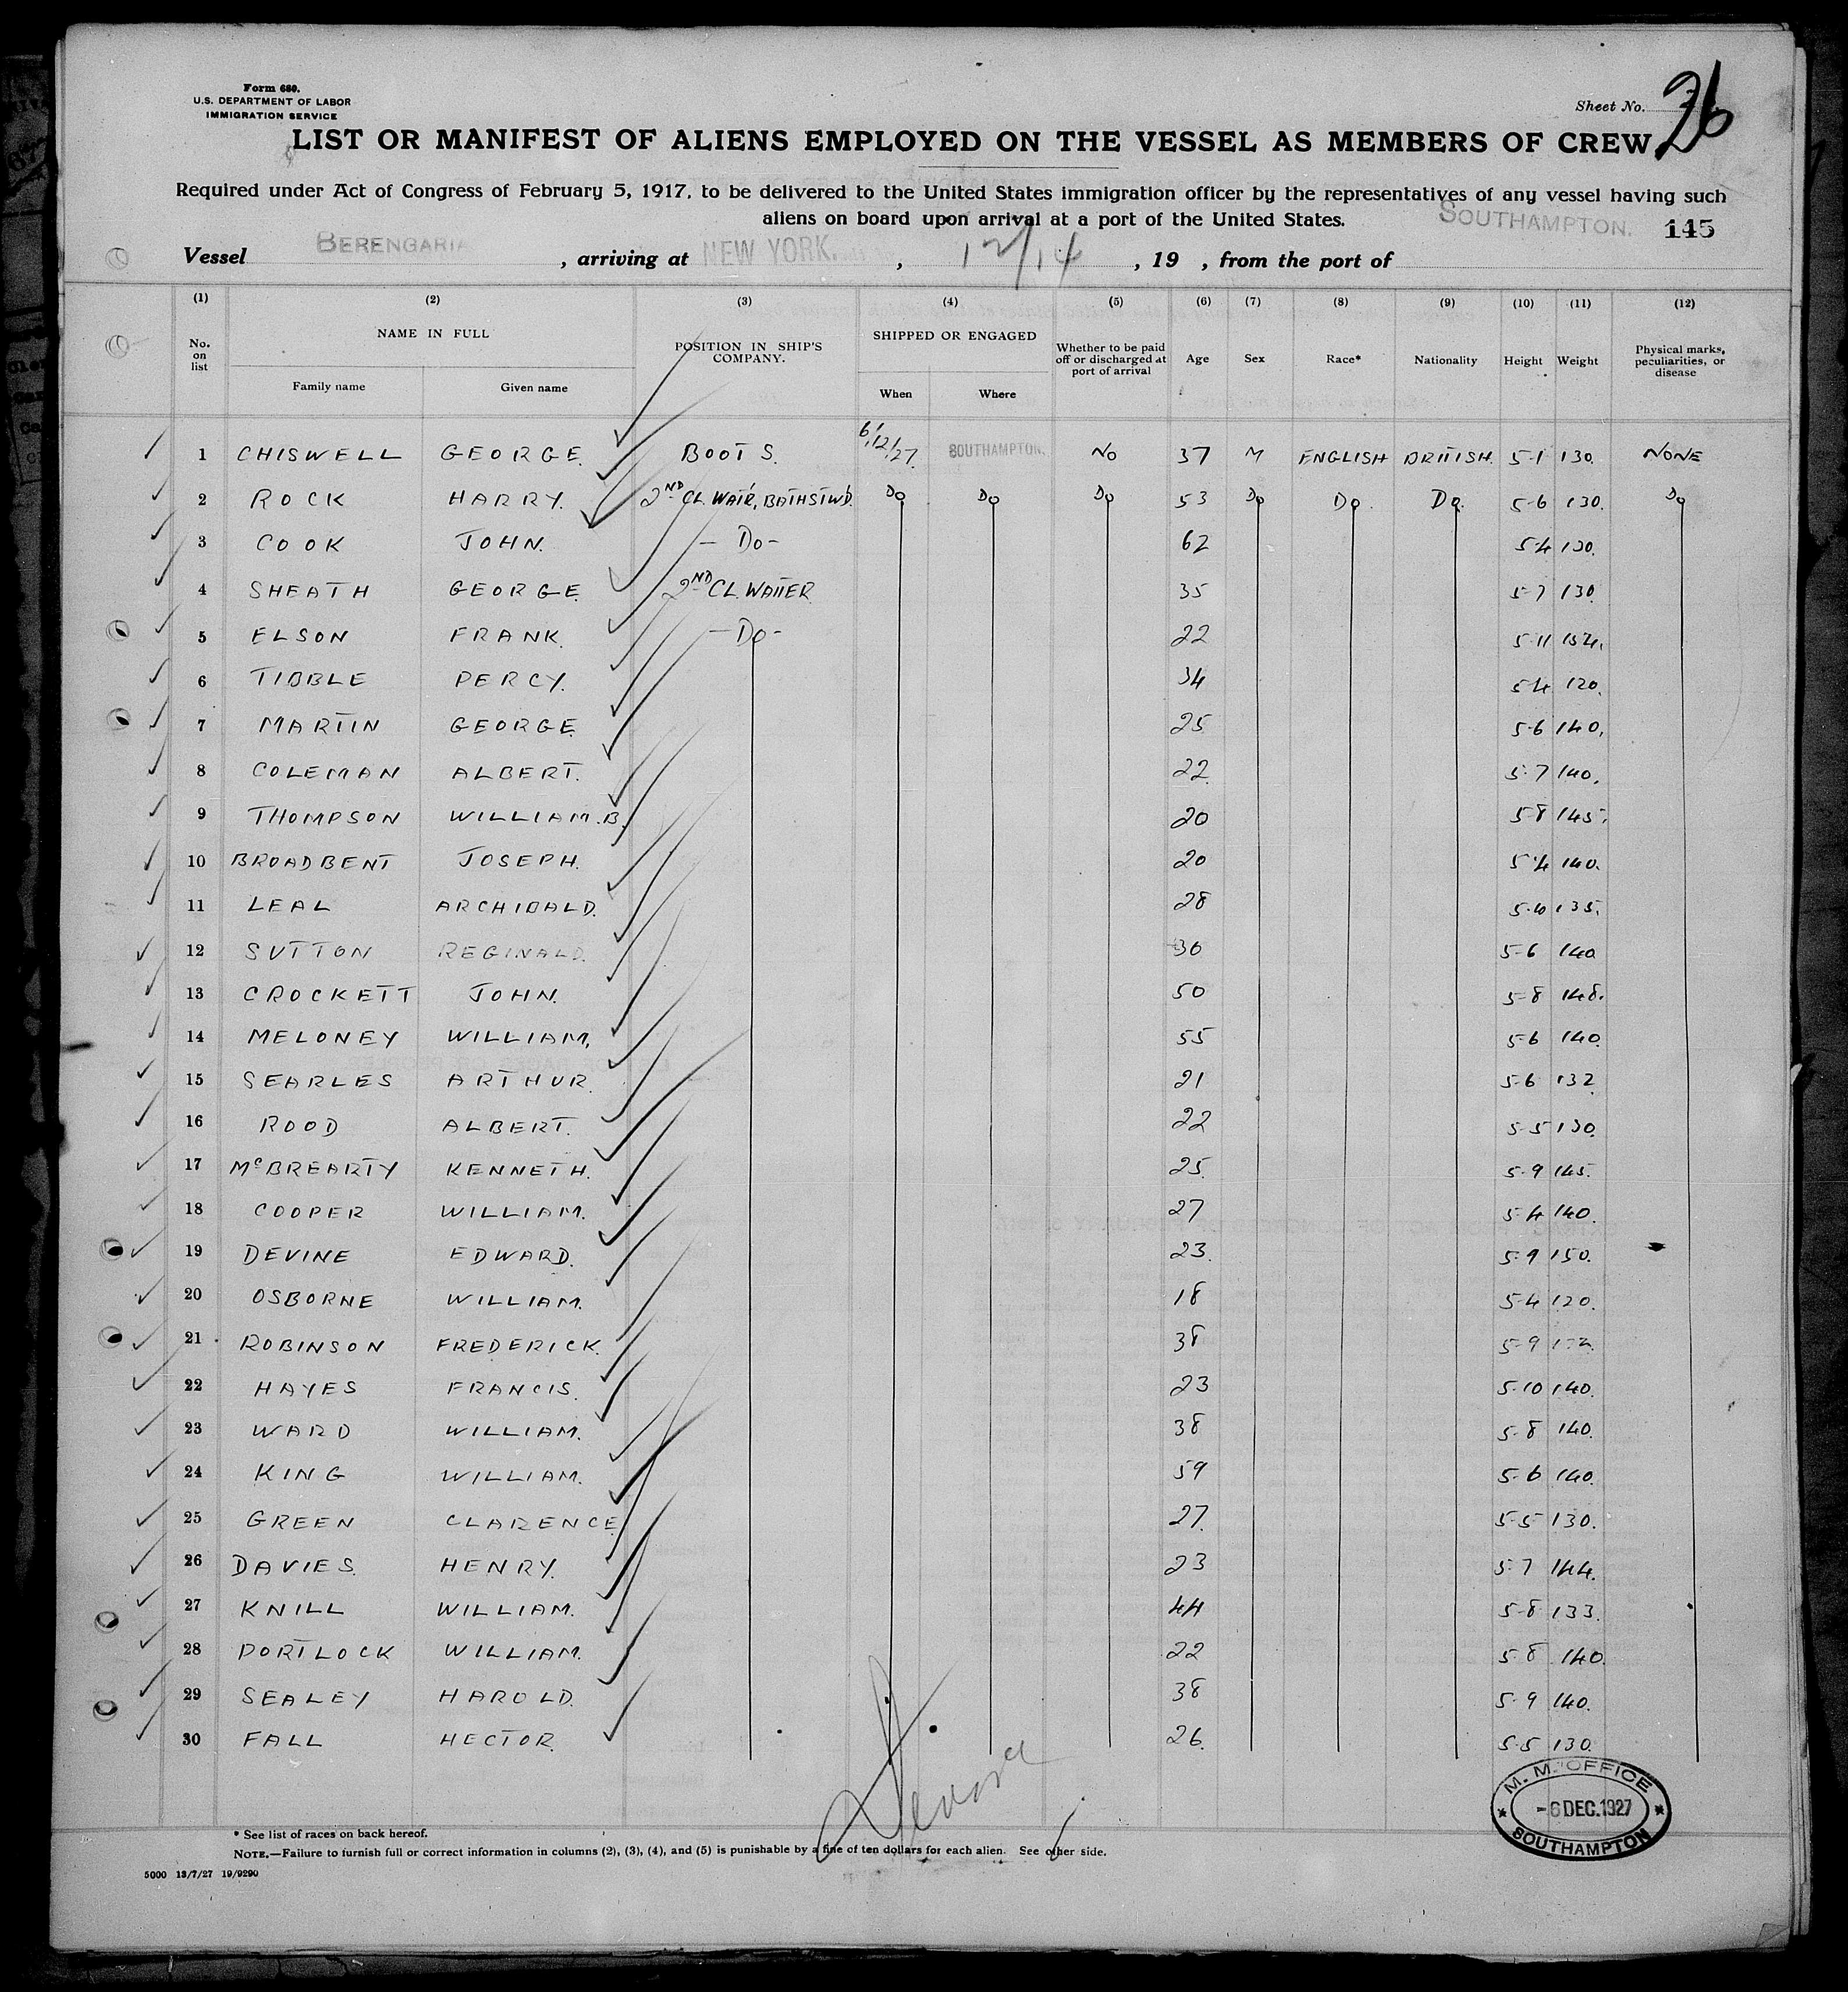 Form 680.
U.S. DEPARTMENT OF LABOR
IMMIGRATION SERVICE
Sheet No. 26
LIST OR MANIFEST OF ALIENS EMPLOYED ON THE VESSEL AS MEMBERS OF CREW
Required under Act of Congress of February 5, 1917, to be delivered to the United States immigration officer by the representatives of any vessel having such
aliens on board upon arrival at a port of the United States.
SOUTHAMPTON. 145
Vessel BERENGARIA, arriving at NEW YORK., 12/14, 19 , from the port of
(1) (2) (3) (4) (5) (6) (7) (8) (9) (10) (11) (12)
No. on list NAME IN FULL POSITION IN SHIP'S COMPANY. SHIPPED OR ENGAGED Whether to be paid off or discharged at port of arrival Age Sex Race* Nationality Height Weight Physical marks, peculiarities, or disease
Family name Given name When Where
1 CHISWELL GEORGE. BOOTS. 6/12/27. SOUTHAMPTON. NO 37 M ENGLISH BRITISH. 5-1 130. NONE
2 ROCK HARRY. 2ND CL. WAITR, BATHSTWD. Do Do Do 53 Do Do. Do. 5-6 130. Do
3 COOK JOHN. - Do - 62 5-4 130.
4 SHEATH GEORGE. 2ND CL. WAITER. 35 5-7 130.
5 ELSON FRANK. - Do - 22 5-11 154.
6 TIBBLE PERCY. 34 5-4 120.
7 MARTIN GEORGE. 25. 5-6 140.
8 COLEMAN ALBERT. 22. 5-7 140.
9 THOMPSON WILLIAM.B. 20 5-8 145.
10 BROADBENT JOSEPH. 20 5-4 140.
11 LEAL ARCHIBALD. 28 135.
12 SUTTON REGINALD. 30 5-6 140.
13 CROCKETT JOHN. 50 5-8 148.
14 MELONEY WILLIAM. 55 5-6 140.
15 SEARLES ARTHUR. 21 5-6 132
16 ROOD ALBERT. 22 5-5 130.
17 McBREARTY KENNETH. 25. 5-9 145.
18 COOPER WILLIAM. 27 5-4 140.
19 DEVINE EDWARD. 23. 5-9 150.
20 OSBORNE WILLIAM. 18 5-4 120.
21 ROBINSON FREDERICK. 38 5-9
22 HAYES FRANCIS. 23 5-10 140.
23 WARD WILLIAM. 38 5-8 140.
24 KING WILLIAM. 59 5-6 140.
25 GREEN CLARENCE 27. 5-5 130.
26 DAVIES. HENRY. 23 5-7 144.
27 KNILL WILLIAM. 44 5-8 133.
28 PORTLOCK WILLIAM. 22 5-8 140.
29 SEALEY HAROLD. 38 5-9 140.
30 FALL HECTOR. 26. 5-5 130.
M. M. OFFICE
-6 DEC. 1927
SOUTHAMPTON
* See list of races on back hereof.
NOTE.—Failure to furnish full or correct information in columns (2), (3), (4), and (5) is punishable by a fine of ten dollars for each alien. See other side.
5000 13/7/27 19/9290